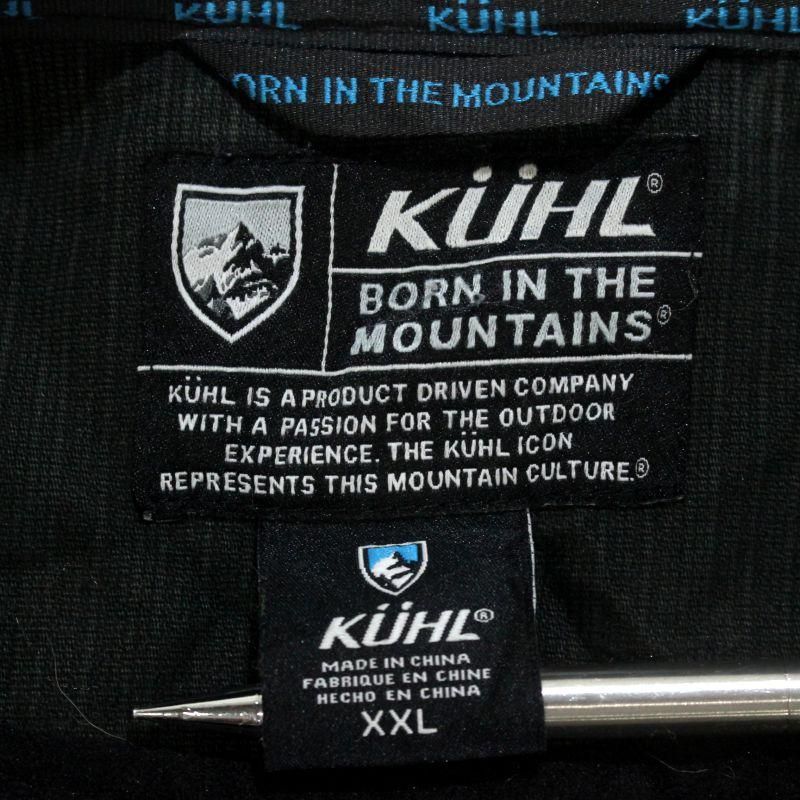 KÜHL KÜHL
ORN IN THE MOUNTAINS
KÜHL®
BORN IN THE
MOUNTAINS®
KÜHL IS A PRODUCT DRIVEN COMPANY
WITH A PASSION FOR THE OUTDOOR
EXPERIENCE. THE KÜHL ICON
REPRESENTS THIS MOUNTAIN CULTURE.®
KÜHL®
MADE IN CHINA
FABRIQUE EN CHINE
HECHO EN CHINA
XXL